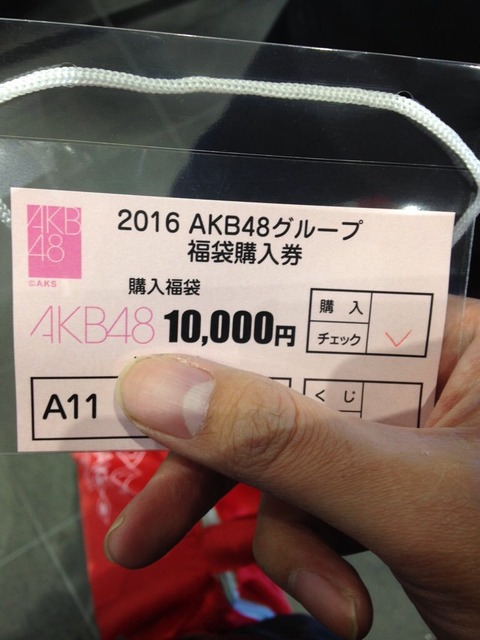 AKB
48
©AKS
2016 AKB48グループ
福袋購入券
購入福袋
AKB48 10,000円
購入
チェック
A11
くじ